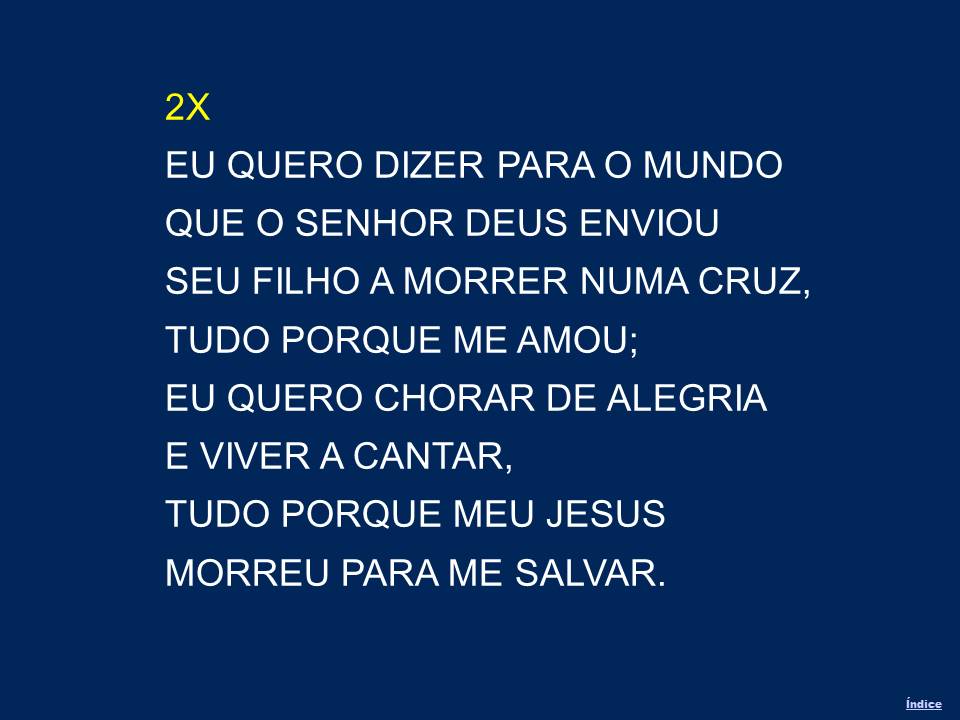 2X
EU QUERO DIZER PARA O MUNDO
QUE O SENHOR DEUS ENVIOU
SEU FILHO A MORRER NUMA CRUZ,
TUDO PORQUE ME AMOU;
EU QUERO CHORAR DE ALEGRIA
E VIVER A CANTAR,
TUDO PORQUE MEU JESUS
MORREU PARA ME SALVAR.
Índice